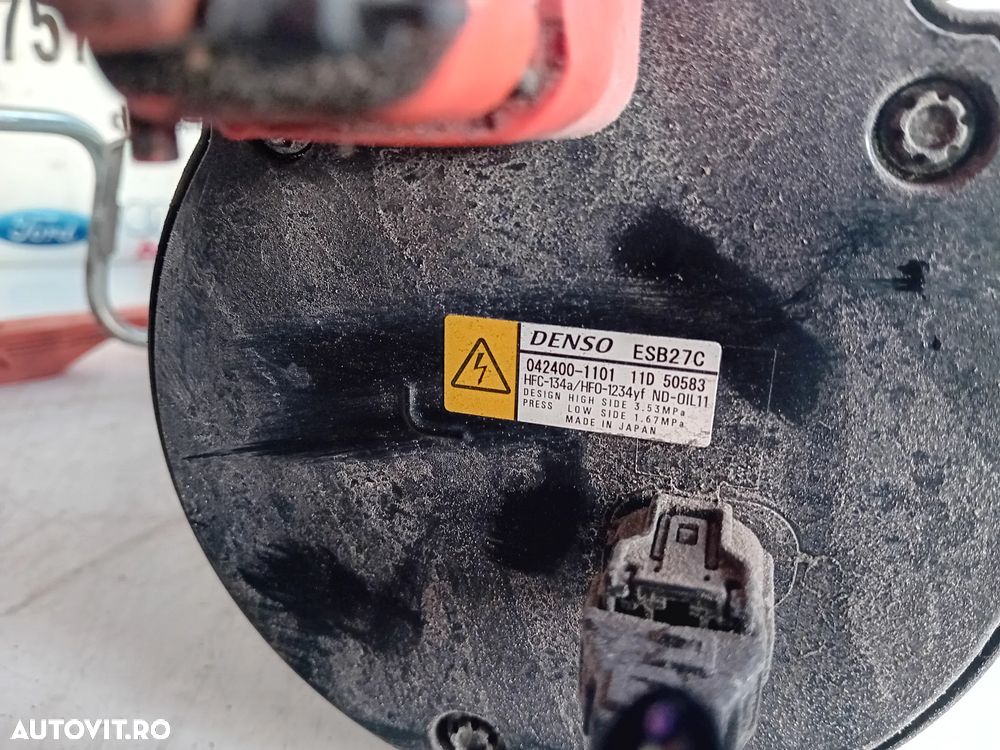 751
Ford
DENSO ESB27C
042400-1101 11D 50583
HFC-134a/HFO-1234yf ND-OIL11
DESIGN HIGH SIDE 3.53MPa
PRESS LOW SIDE 1.67MPa
MADE IN JAPAN
AUTOVIT.RO